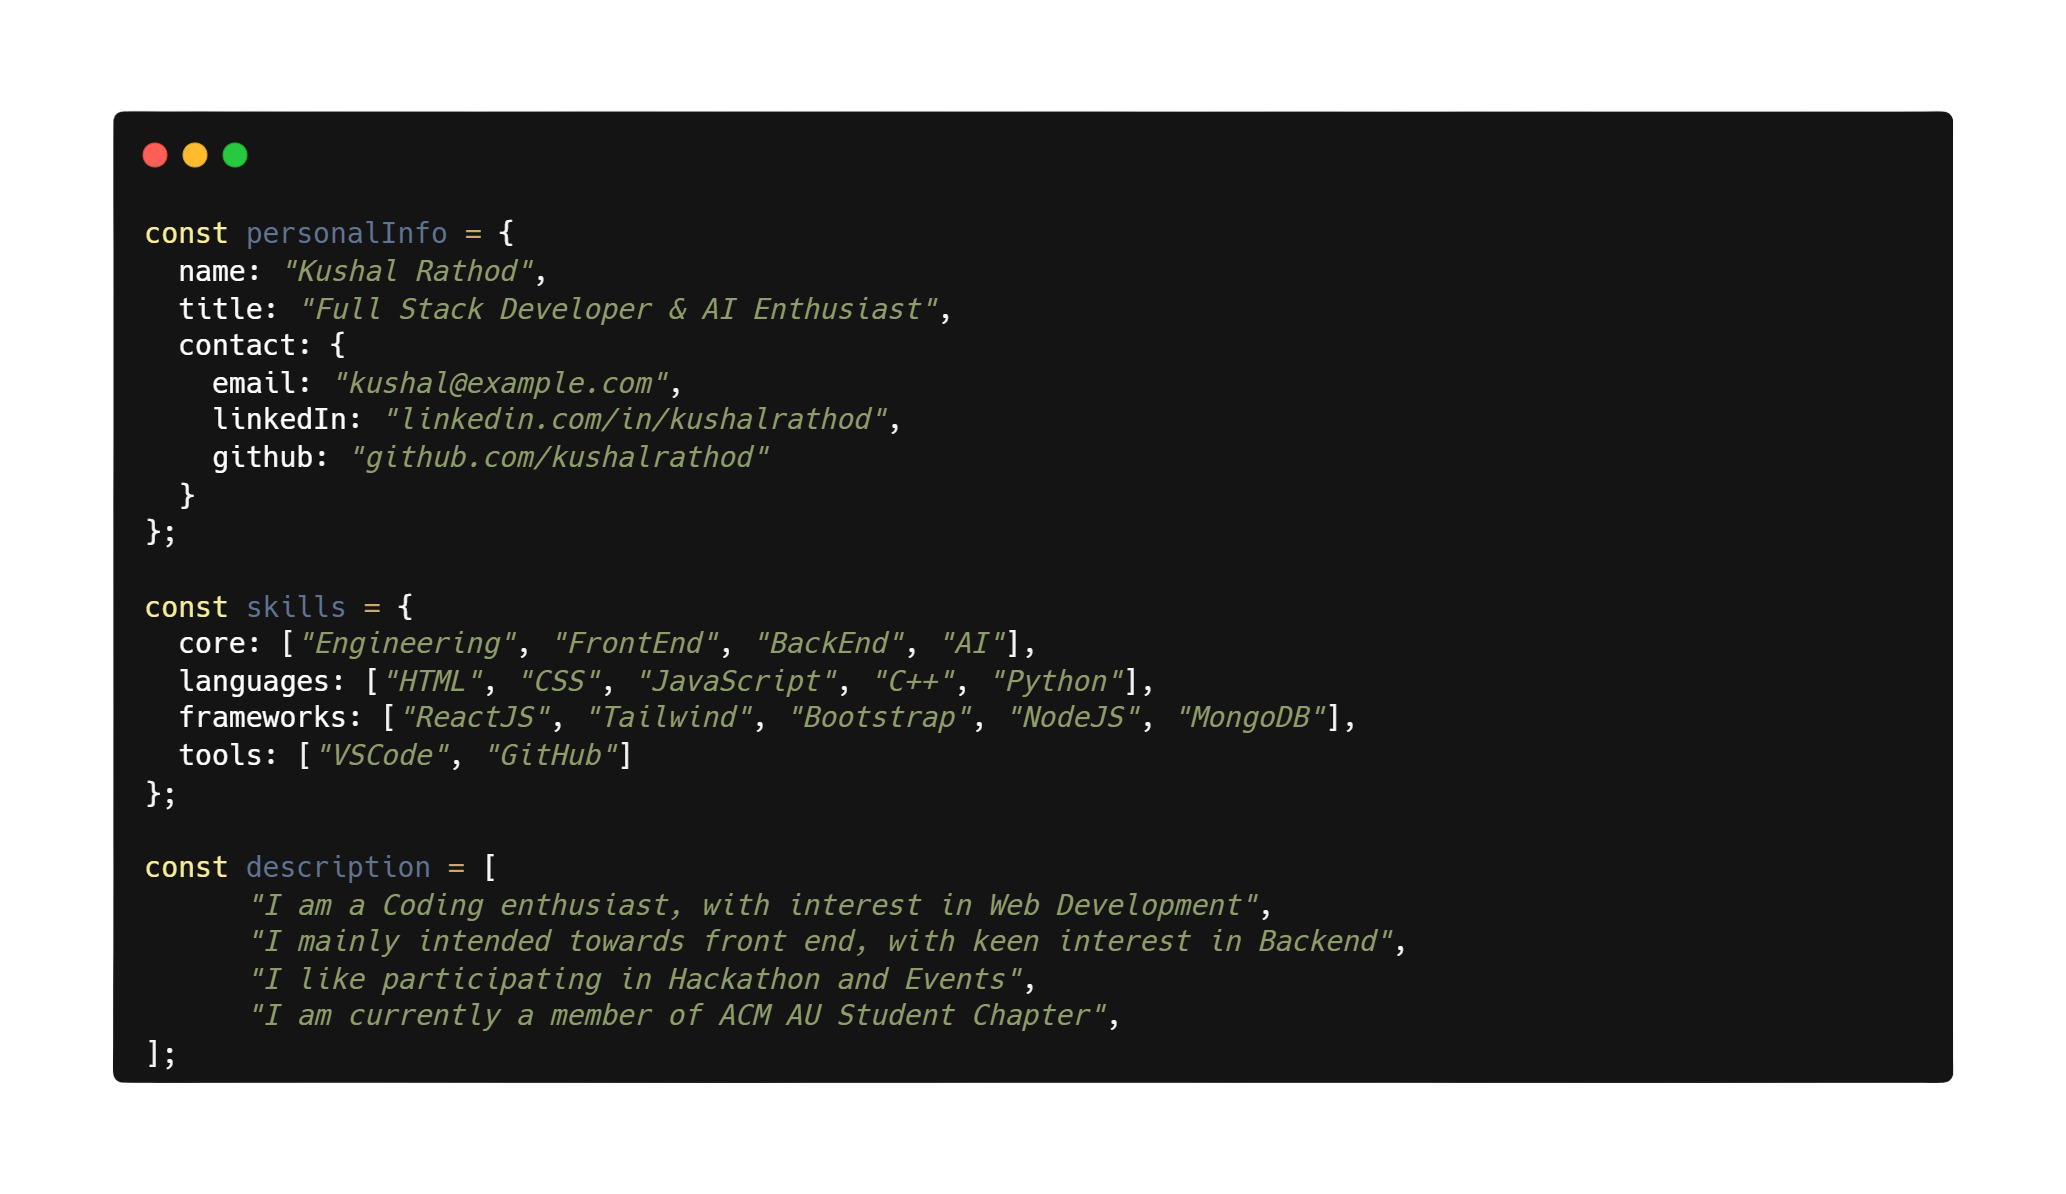 const personalInfo = {
  name: "Kushal Rathod",
  title: "Full Stack Developer & AI Enthusiast",
  contact: {
    email: "kushal@example.com",
    linkedIn: "linkedin.com/in/kushalrathod",
    github: "github.com/kushalrathod"
  }
};

const skills = {
  core: ["Engineering", "FrontEnd", "BackEnd", "AI"],
  languages: ["HTML", "CSS", "JavaScript", "C++", "Python"],
  frameworks: ["ReactJS", "Tailwind", "Bootstrap", "NodeJS", "MongoDB"],
  tools: ["VSCode", "GitHub"]
};

const description = [
      "I am a Coding enthusiast, with interest in Web Development",
      "I mainly intended towards front end, with keen interest in Backend",
      "I like participating in Hackathon and Events",
      "I am currently a member of ACM AU Student Chapter",
];